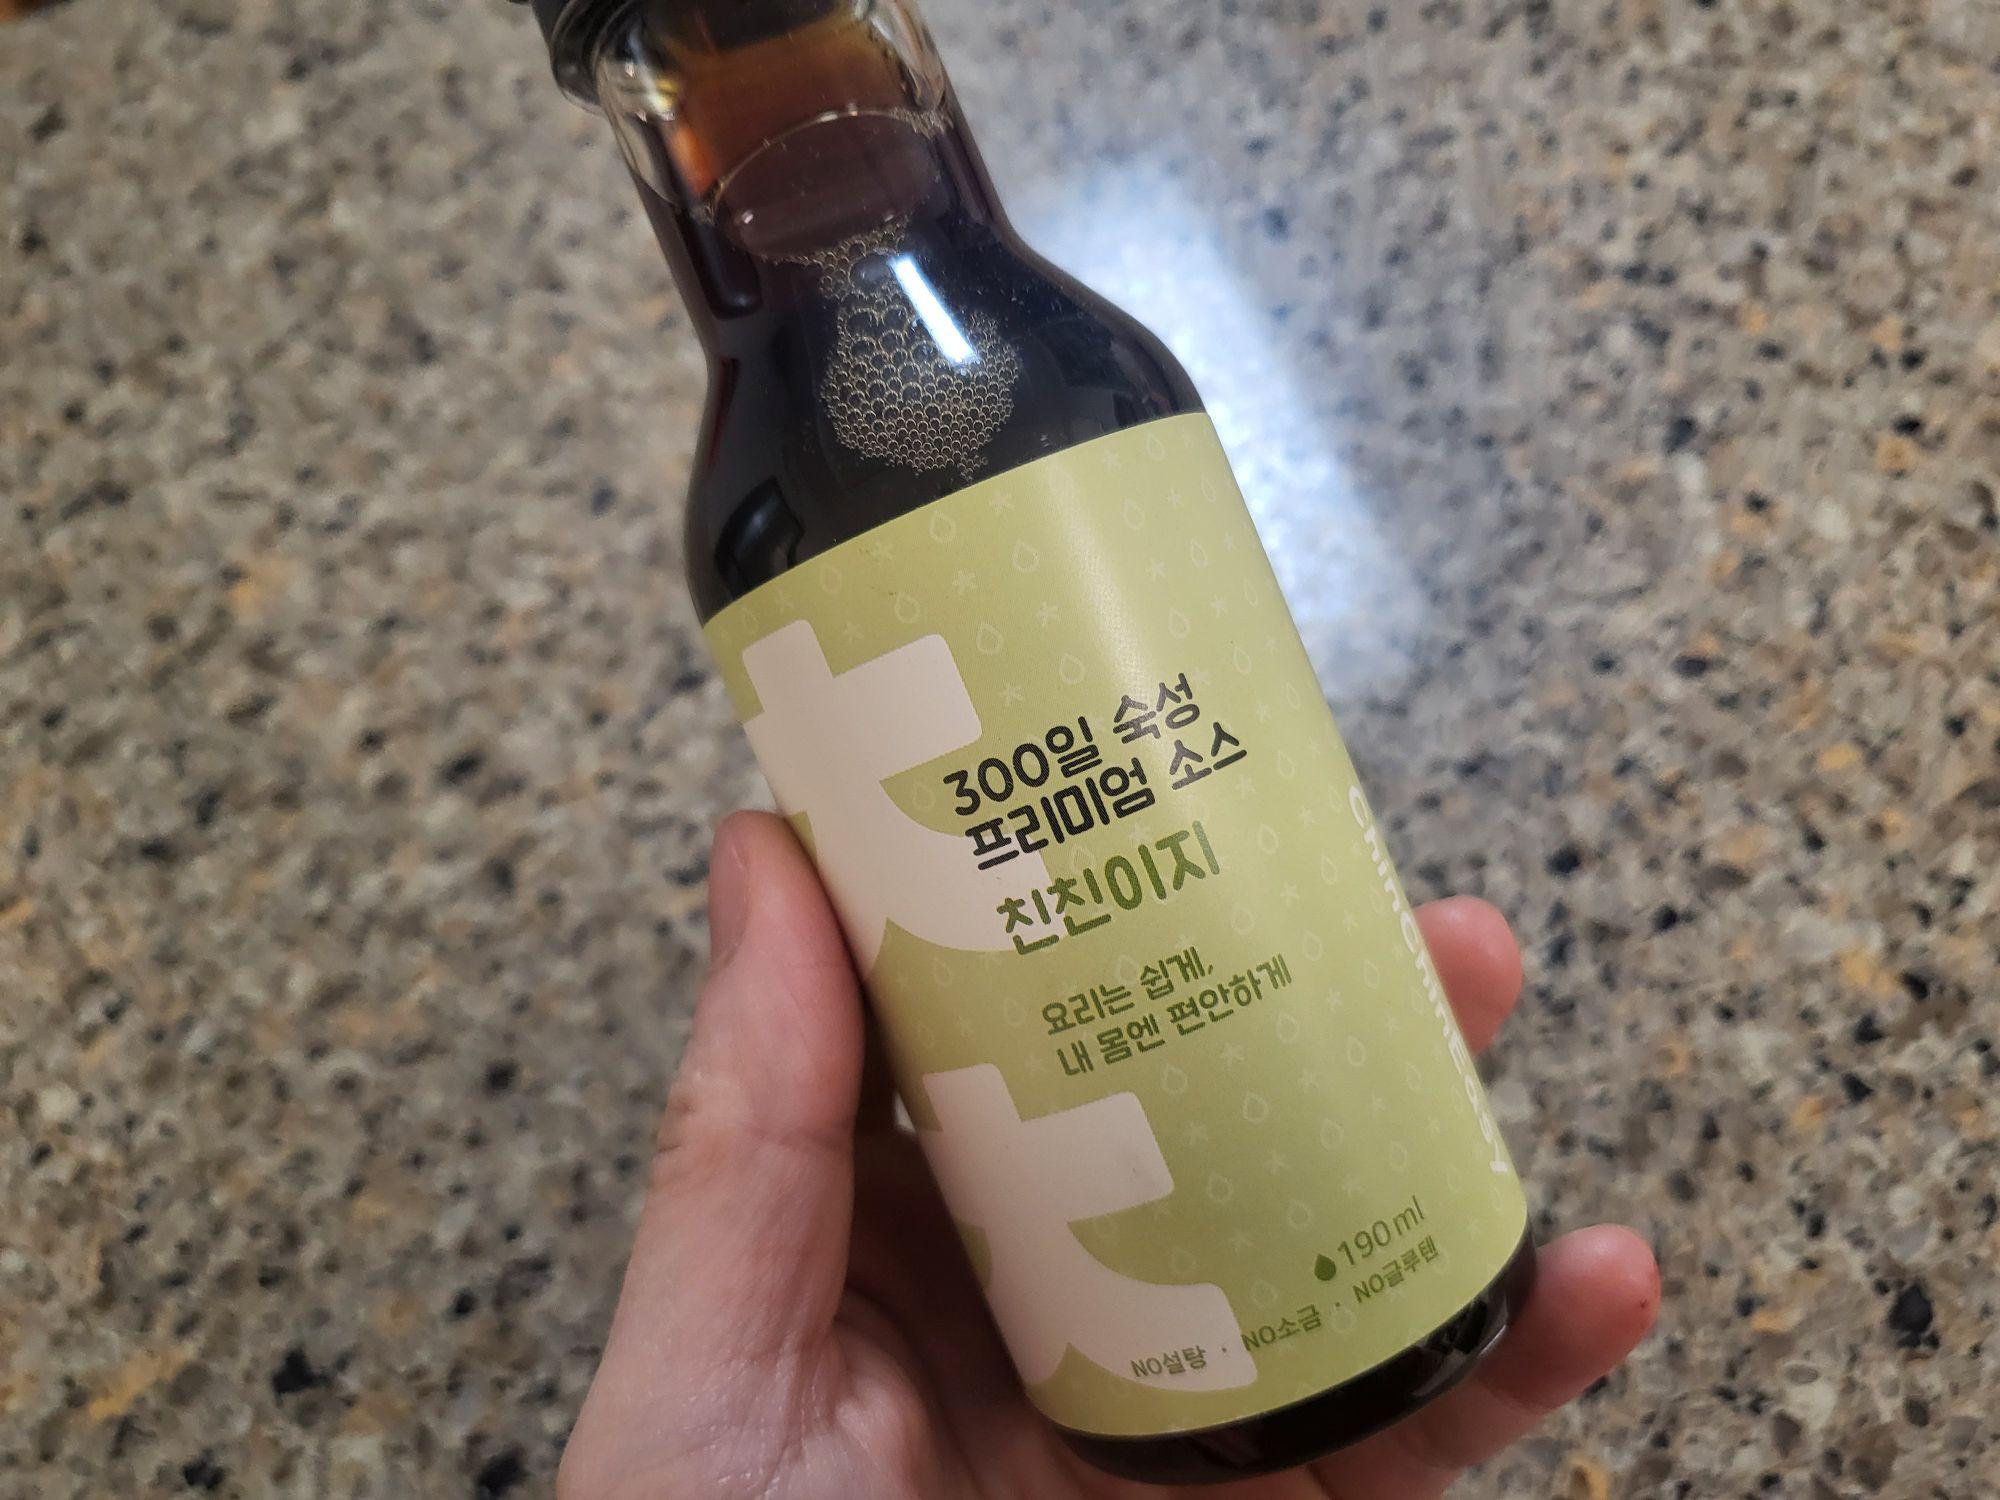 300일 숙성
프리미엄 소스
친친이지
요리는 쉽게,
내 몸엔 편안하게
CHINCHINEasy
190ml
NO설탕 · NO소금 · NO글루텐